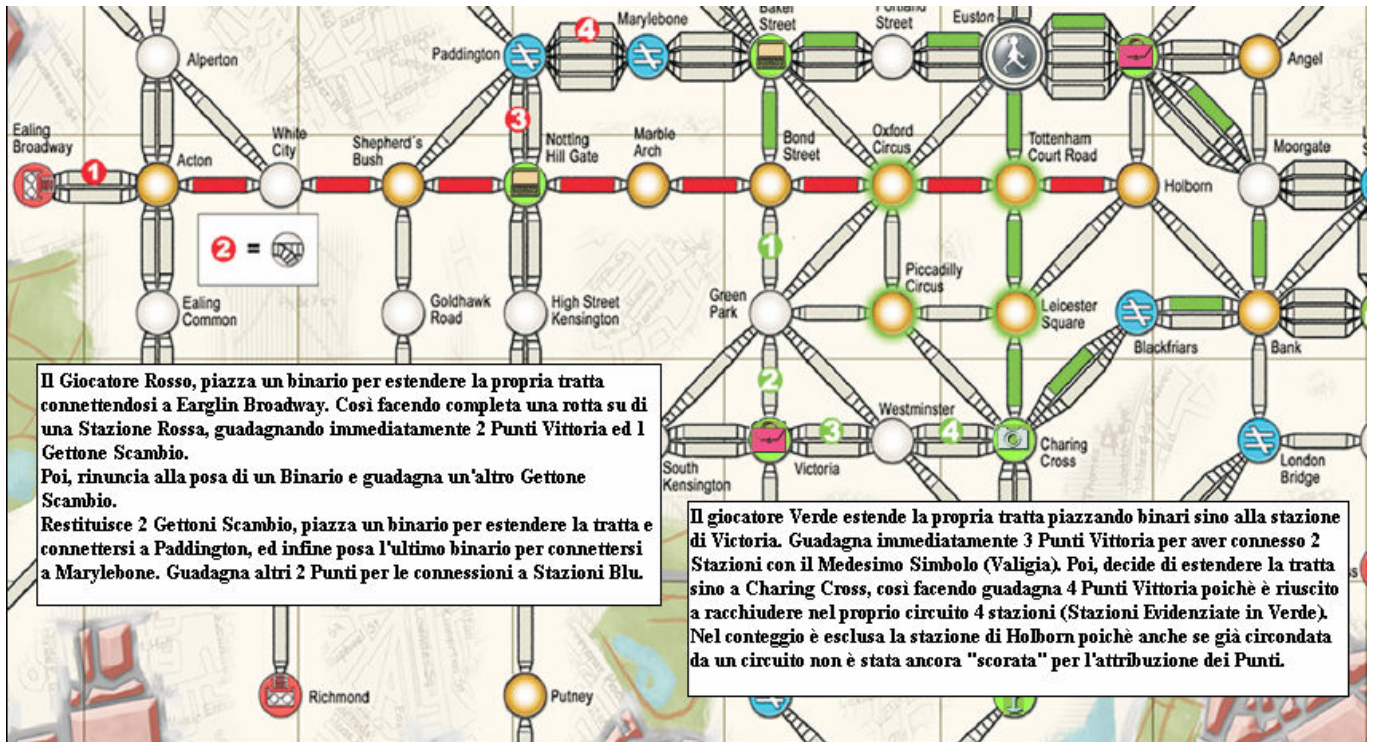 Baker
Street
Portland
Street
Euston
Marylebone
4
Paddington
Alperton
Angel
3
Ealing
Broadway
White
City
Shepherd's
Bush
Notting
Hill Gate
Marble
Arch
Bond
Street
Oxford
Circus
Tottenham
Court Road
Moorgate
1
Acton
Holborn
2 =
1
Ealing
Common
Goldhawk
Road
High Street
Kensington
Green
Park
Piccadilly
Circus
Leicester
Square
Blackfriars
Bank
2
Westminster
3
4
South
Kensington
Victoria
Charing
Cross
London
Bridge
Il Giocatore Rosso, piazza un binario per estendere la propria tratta
connettendosi a Earglin Broadway. Così facendo completa una rotta su di
una Stazione Rossa, guadagnando immediatamente 2 Punti Vittoria ed 1
Gettone Scambio.
Poi, rinuncia alla posa di un Binario e guadagna un'altro Gettone
Scambio.
Restituisce 2 Gettoni Scambio, piazza un binario per estendere la tratta e
connettersi a Paddington, ed infine posa l'ultimo binario per connettersi
a Marylebone. Guadagna altri 2 Punti per le connessioni a Stazioni Blu.
Il giocatore Verde estende la propria tratta piazzando binari sino alla stazione
di Victoria. Guadagna immediatamente 3 Punti Vittoria per aver connesso 2
Stazioni con il Medesimo Simbolo (Valigia). Poi, decide di estendere la tratta
sino a Charing Cross, così facendo guadagna 4 Punti Vittoria poichè è riuscito
a racchiudere nel proprio circuito 4 stazioni (Stazioni Evidenziate in Verde).
Nel conteggio è esclusa la stazione di Holborn poichè anche se già circondata
da un circuito non è stata ancora "scorata" per l'attribuzione dei Punti.
Richmond
Putney